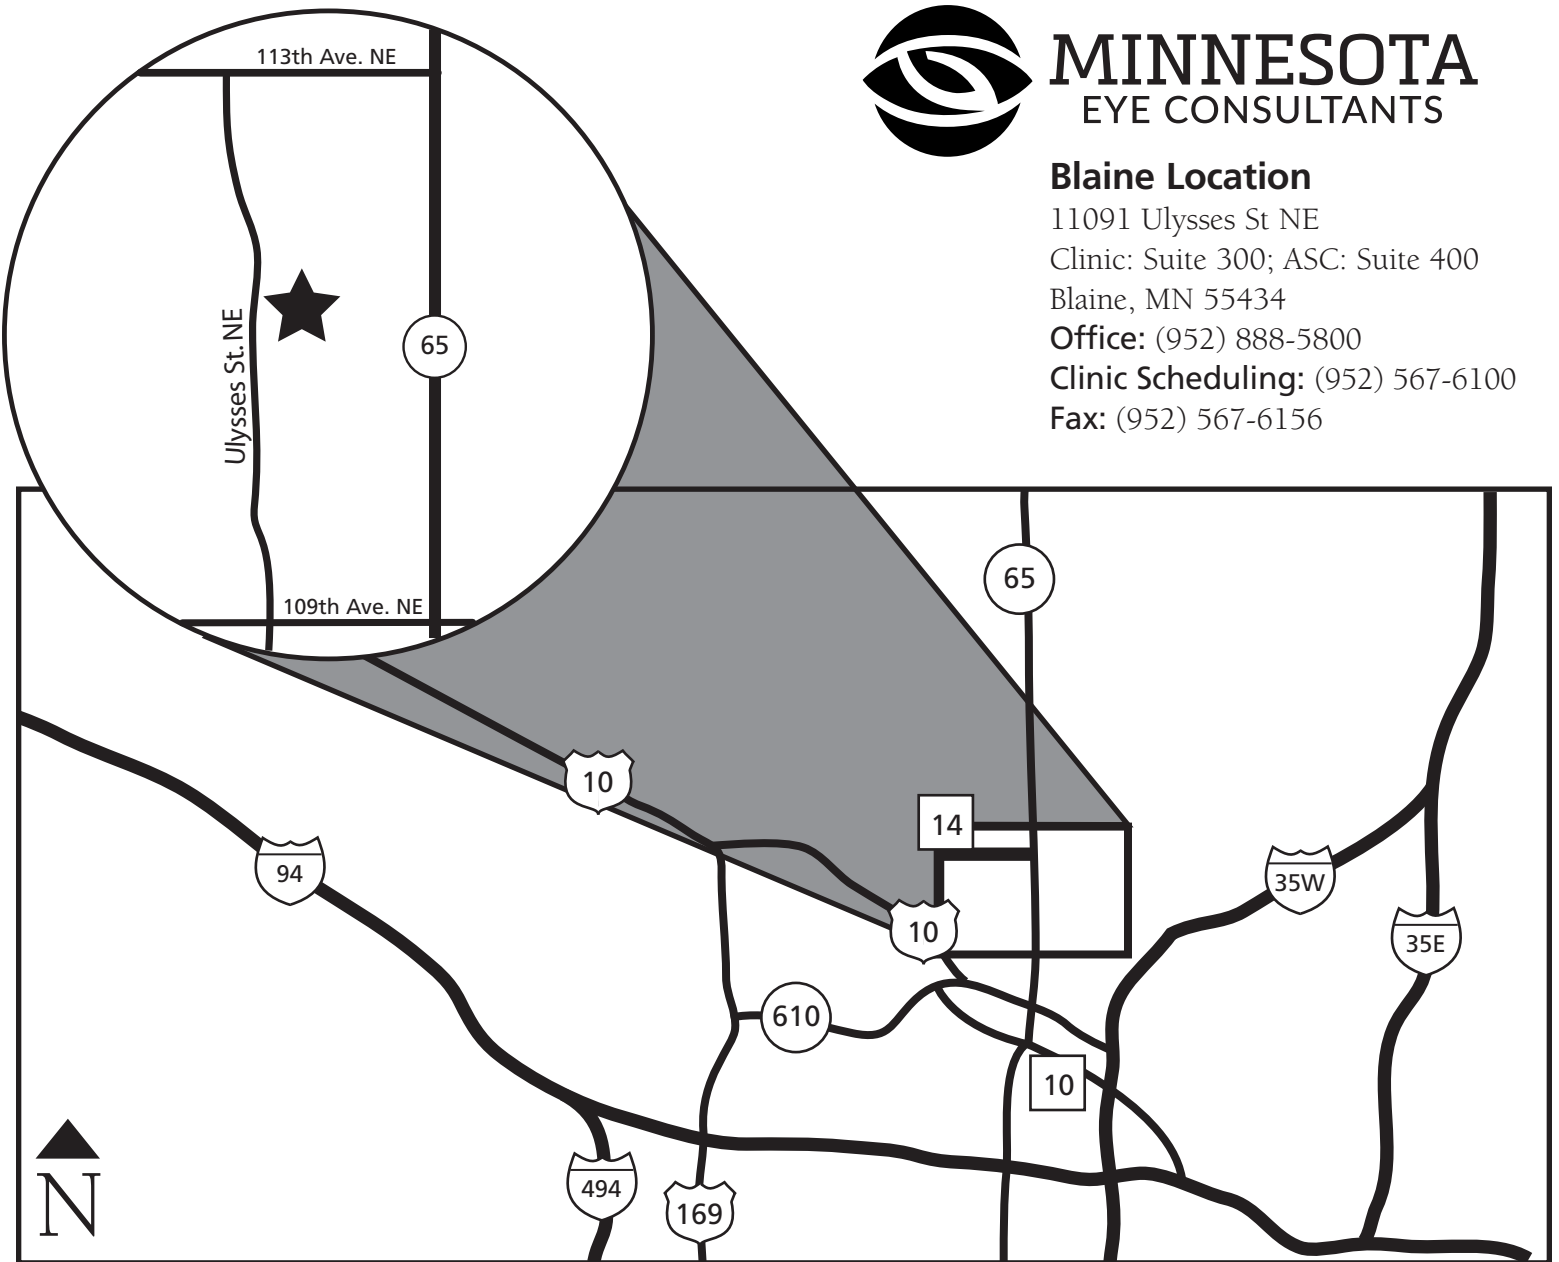 MINNESOTA
EYE CONSULTANTS
Blaine Location
11091 Ulysses St NE
Clinic: Suite 300; ASC: Suite 400
Blaine, MN 55434
Office: (952) 888-5800
Clinic Scheduling: (952) 567-6100
Fax: (952) 567-6156
113th Ave. NE
Ulysses St. NE
65
109th Ave. NE
65
10
14
94
35W
10
35E
610
10
494
169
N